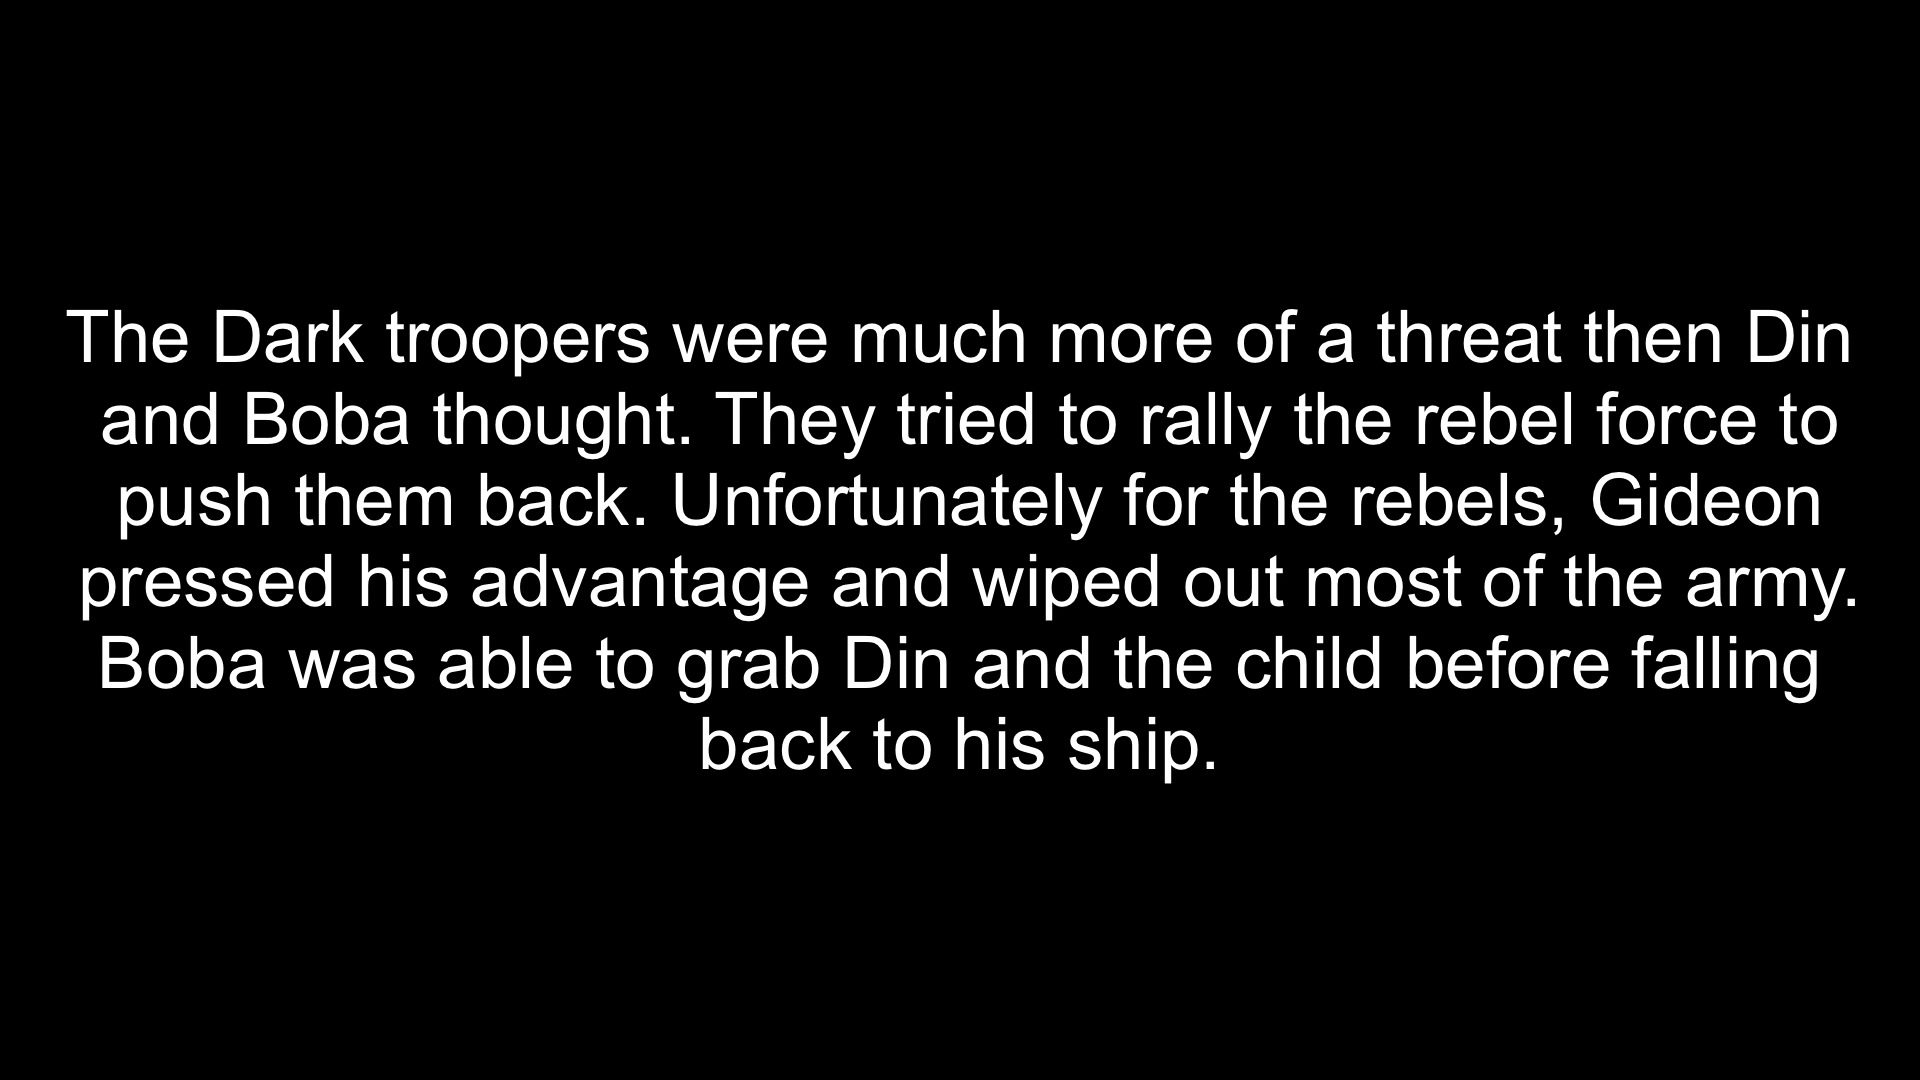 The Dark troopers were much more of a threat then Din
and Boba thought. They tried to rally the rebel force to
push them back. Unfortunately for the rebels, Gideon
pressed his advantage and wiped out most of the army.
Boba was able to grab Din and the child before falling
back to his ship.